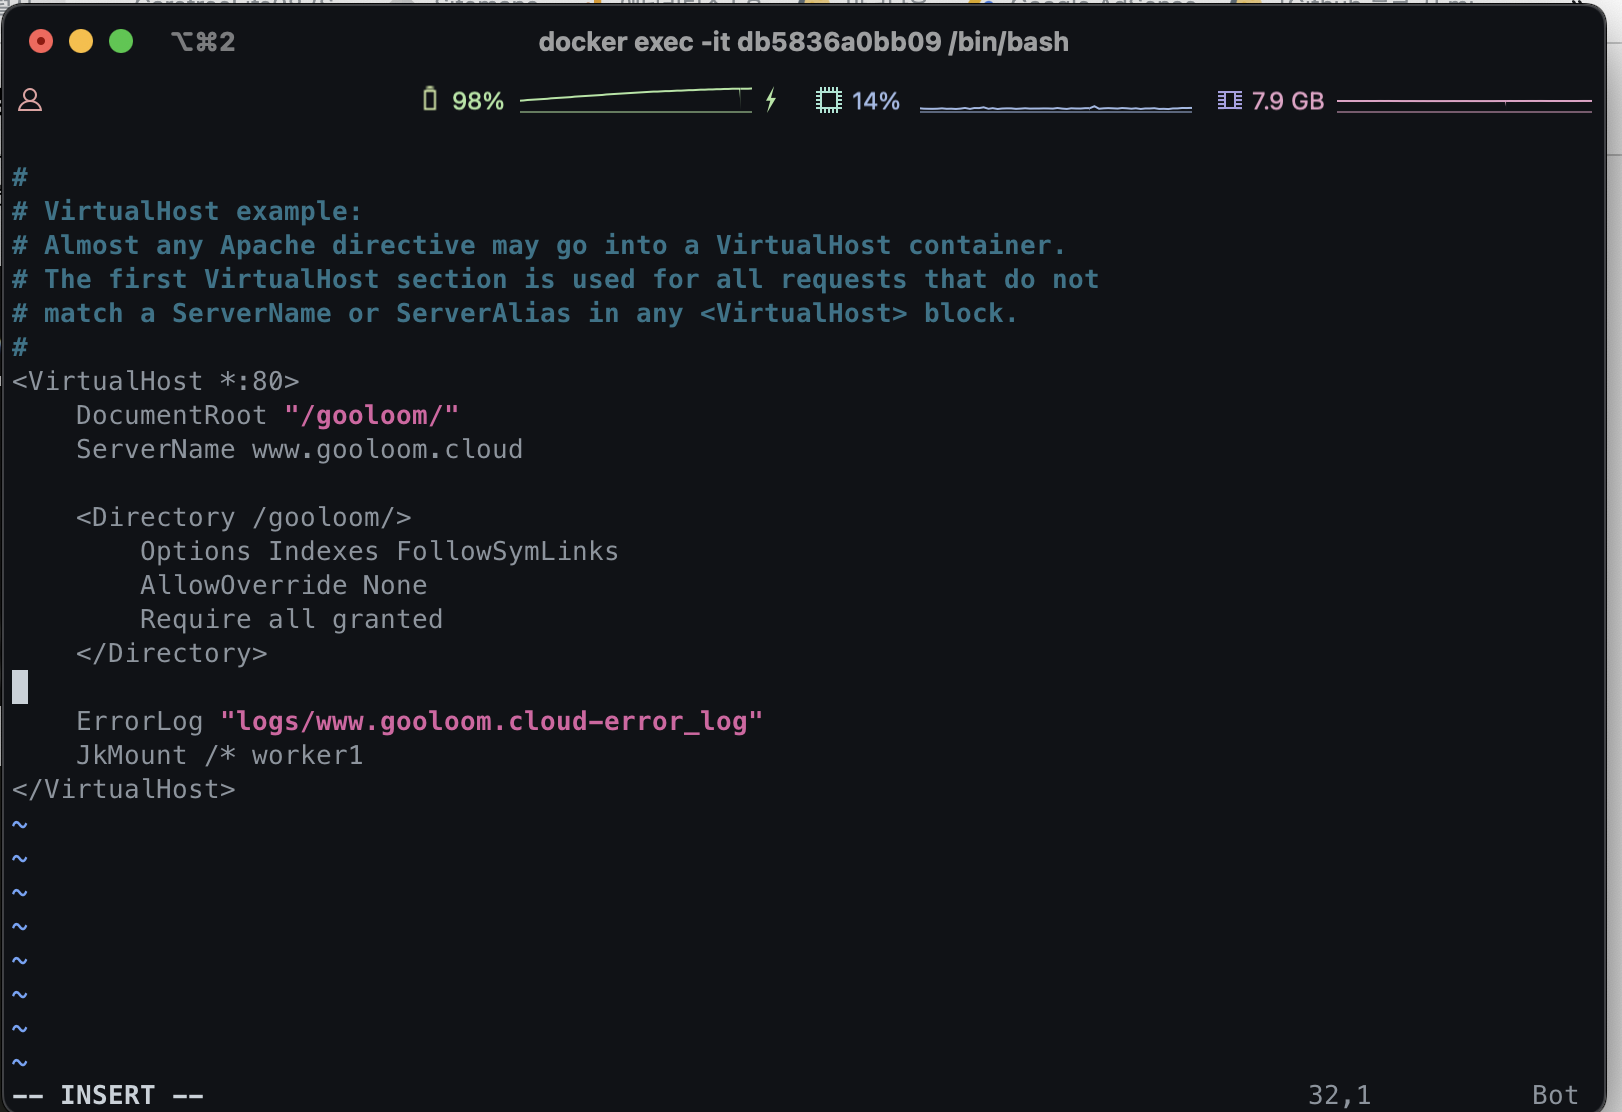 ⌥⌘2 docker exec -it db5836a0bb09 /bin/bash
98% 14% 7.9 GB
#
# VirtualHost example:
# Almost any Apache directive may go into a VirtualHost container.
# The first VirtualHost section is used for all requests that do not
# match a ServerName or ServerAlias in any <VirtualHost> block.
#
<VirtualHost *:80>
    DocumentRoot "/gooloom/"
    ServerName www.gooloom.cloud
    <Directory /gooloom/>
        Options Indexes FollowSymLinks
        AllowOverride None
        Require all granted
    </Directory>
    ErrorLog "logs/www.gooloom.cloud-error_log"
    JkMount /* worker1
</VirtualHost>
~
~
~
~
~
~
~
~
-- INSERT -- 32,1 Bot